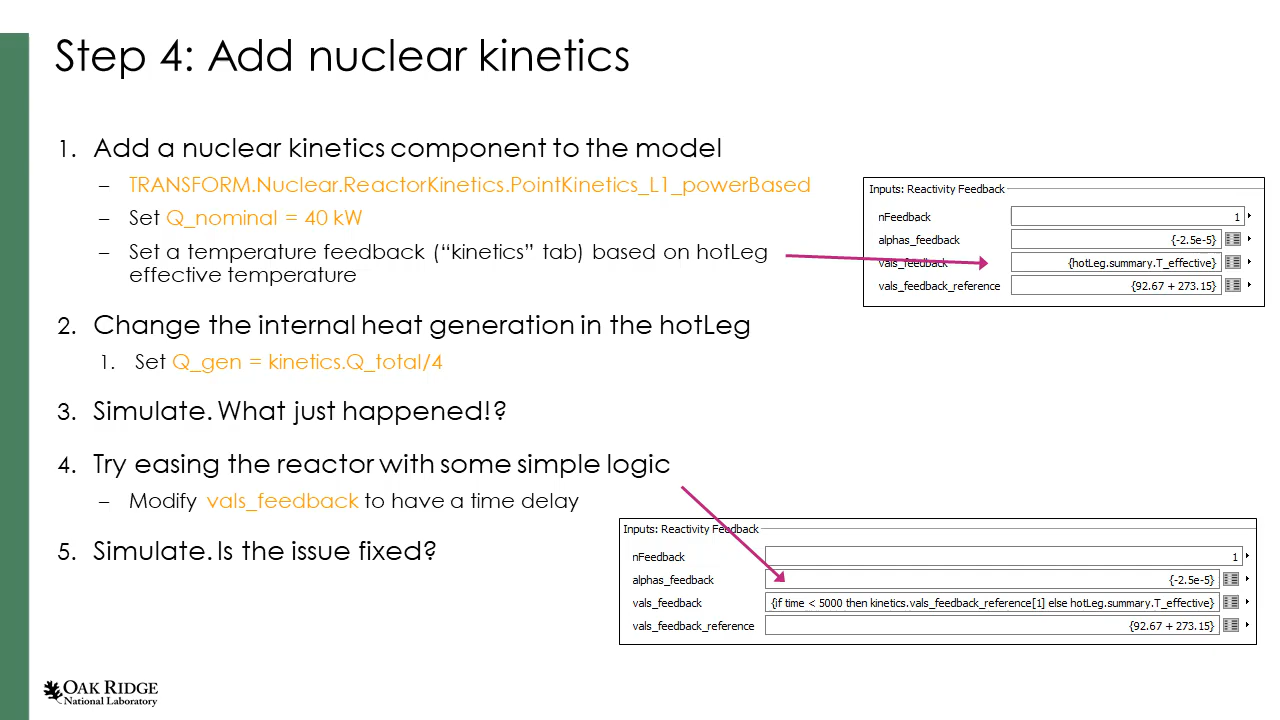 Step 4: Add nuclear kinetics
1. Add a nuclear kinetics component to the model
– TRANSFORM.Nuclear.ReactorKinetics.PointKinetics_L1_powerBased
– Set Q_nominal = 40 kW
– Set a temperature feedback (“kinetics” tab) based on hotLeg
effective temperature
Inputs: Reactivity Feedback
nFeedback 1
alphas_feedback {-2.5e-5}
vals_feedback {hotLeg.summary.T_effective}
vals_feedback_reference {92.67 + 273.15}
2. Change the internal heat generation in the hotLeg
1. Set Q_gen = kinetics.Q_total/4
3. Simulate. What just happened!?
4. Try easing the reactor with some simple logic
– Modify vals_feedback to have a time delay
5. Simulate. Is the issue fixed?
Inputs: Reactivity Feedback
nFeedback 1
alphas_feedback {-2.5e-5}
vals_feedback {if time < 5000 then kinetics.vals_feedback_reference[1] else hotLeg.summary.T_effective}
vals_feedback_reference {92.67 + 273.15}
OAK RIDGE
National Laboratory